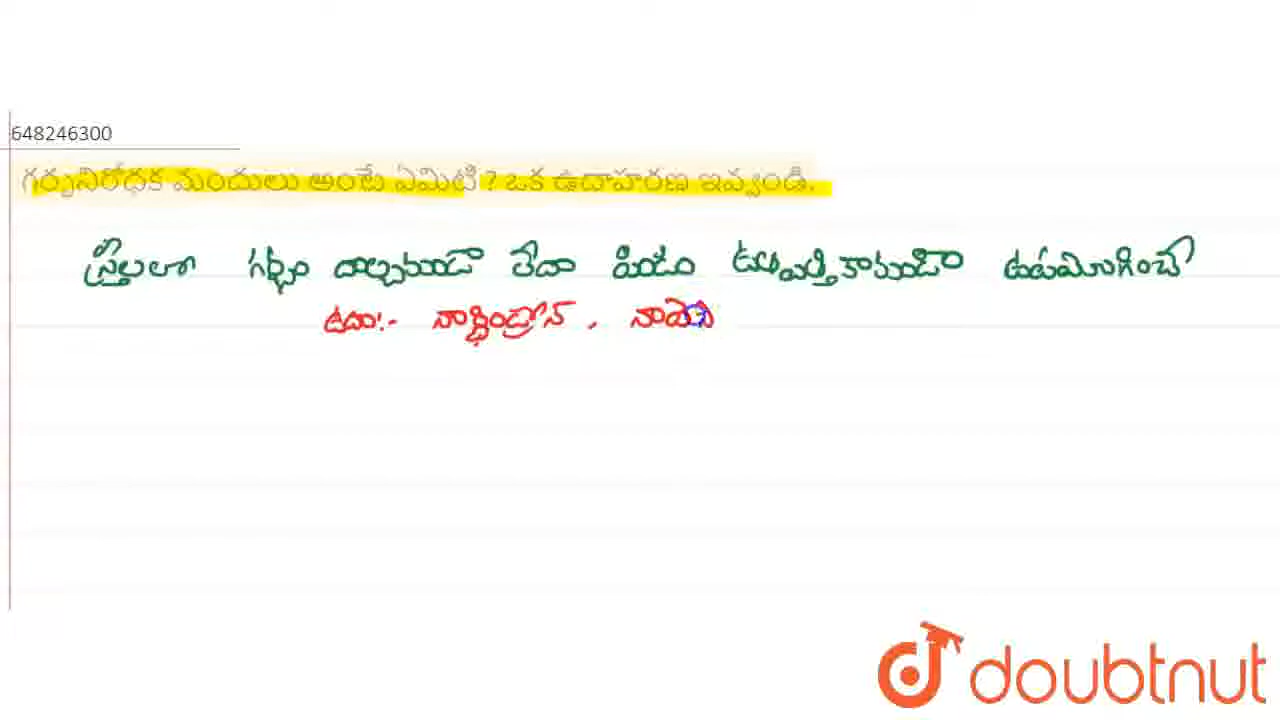 648246300
గర్భనిరోధక మందులు అంటే ఏమిటి ? ఒక ఉదాహరణ ఇవ్వండి.
స్త్రీలలో గర్భం దాల్చకుండా లేదా పిండం ఉత్పత్తి కాకుండా ఉపయోగించే
ఉదా:- నార్థిండ్రోన్ ,
doubtnut